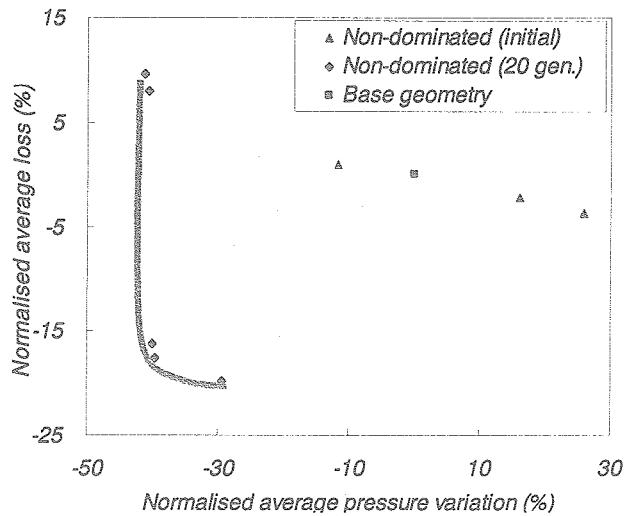 15
5
-5
-15
-25
Normalised average loss (%)
Non-dominated (initial)
Non-dominated (20 gen.)
Base geometry
-50
-30
-10
10
30
Normalised average pressure variation (%)